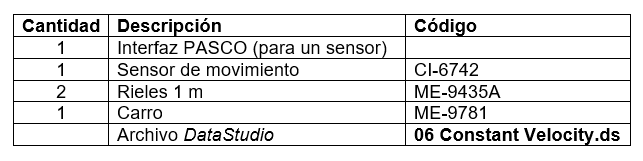 Cantidad Descripción Código
1 Interfaz PASCO (para un sensor)
1 Sensor de movimiento CI-6742
2 Rieles 1 m ME-9435A
1 Carro ME-9781
Archivo DataStudio 06 Constant Velocity.ds